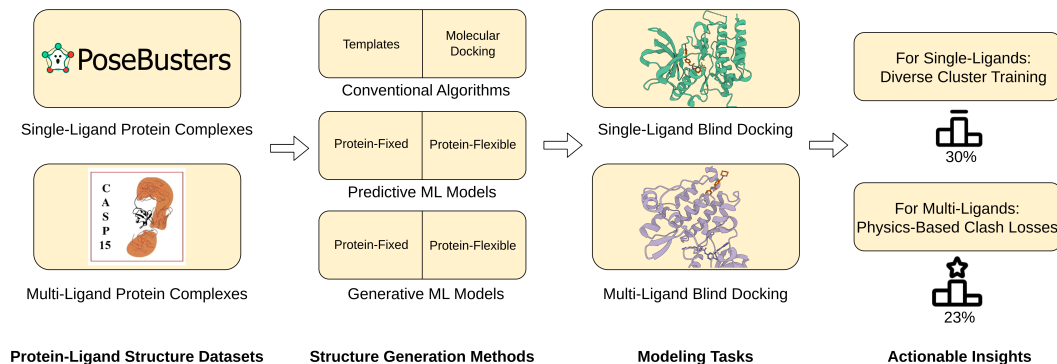 PoseBusters
Single-Ligand Protein Complexes
C
A
S
P
15
Multi-Ligand Protein Complexes
Protein-Ligand Structure Datasets
Templates
Molecular
Docking
Conventional Algorithms
Protein-Fixed
Protein-Flexible
Predictive ML Models
Protein-Fixed
Protein-Flexible
Generative ML Models
Structure Generation Methods
Single-Ligand Blind Docking
Multi-Ligand Blind Docking
Modeling Tasks
For Single-Ligands:
Diverse Cluster Training
30%
For Multi-Ligands:
Physics-Based Clash Losses
23%
Actionable Insights